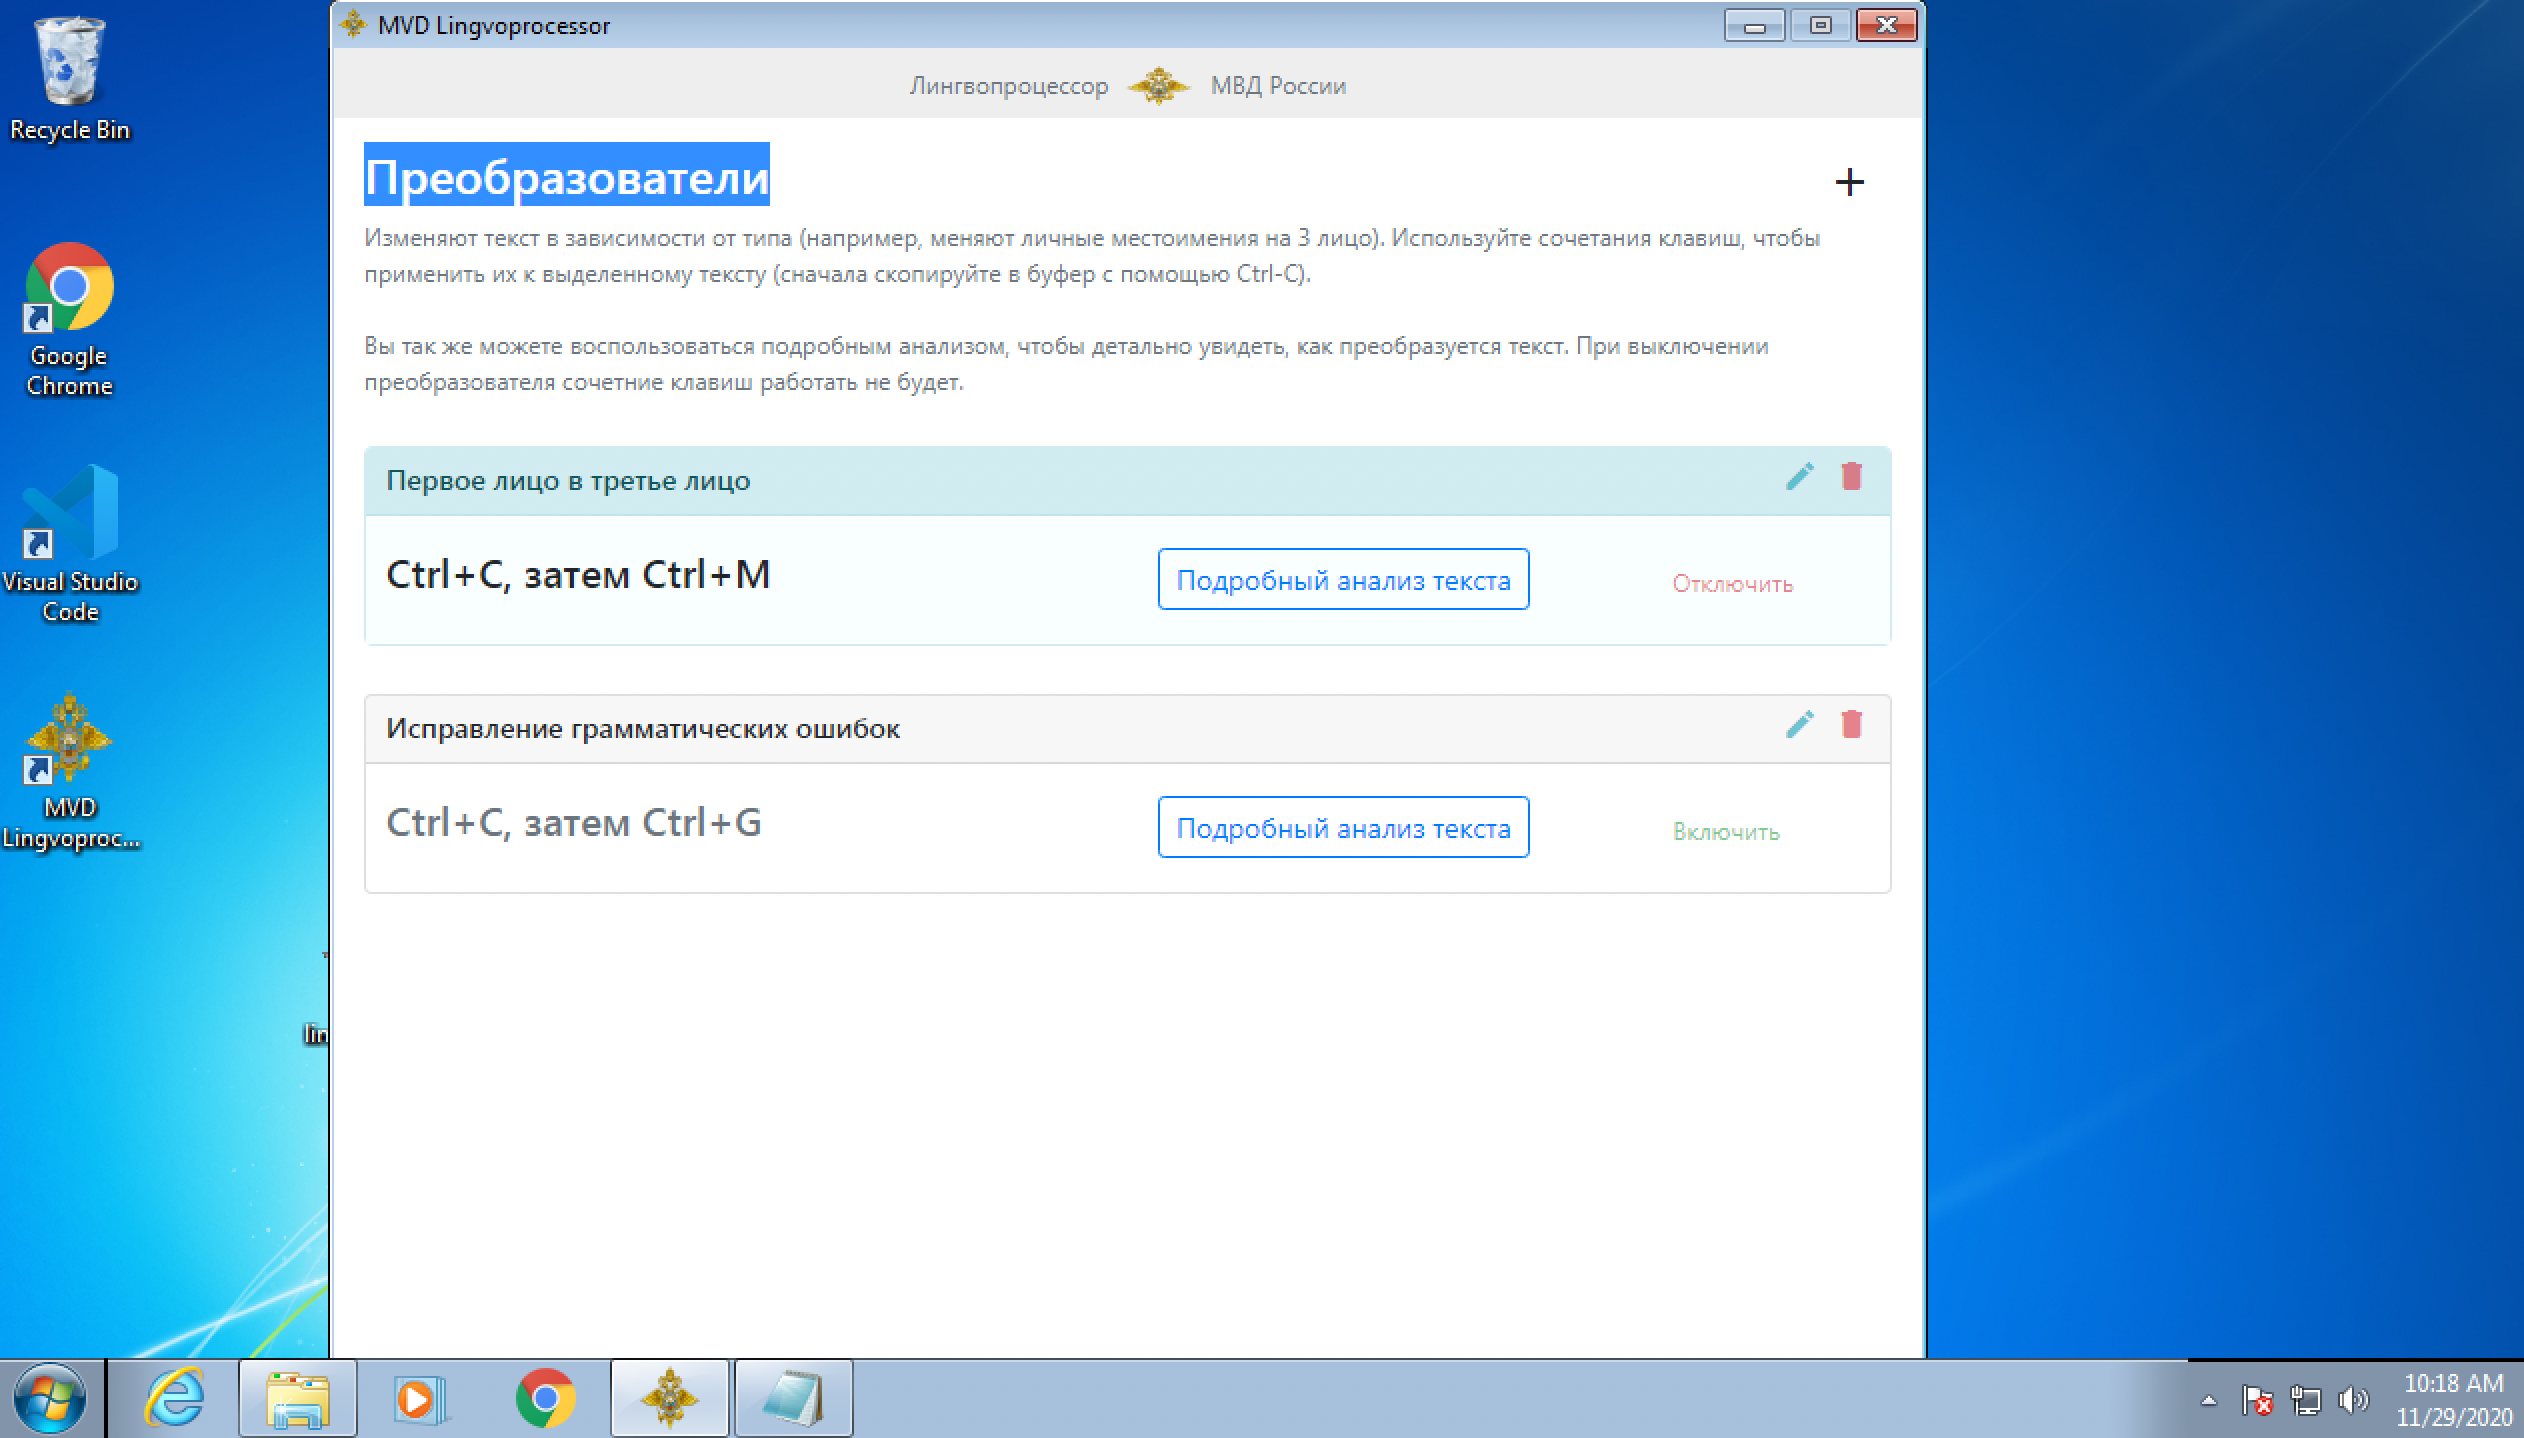 MVD Lingvoprocessor
Лингвопроцессор МВД России
Преобразователи
+
Изменяют текст в зависимости от типа (например, меняют личные местоимения на 3 лицо). Используйте сочетания клавиш, чтобы
применить их к выделенному тексту (сначала скопируйте в буфер с помощью Ctrl-C).
Вы так же можете воспользоваться подробным анализом, чтобы детально увидеть, как преобразуется текст. При выключении
преобразователя сочетние клавиш работать не будет.
Первое лицо в третье лицо
Ctrl+C, затем Ctrl+M
Подробный анализ текста
Отключить
Исправление грамматических ошибок
Ctrl+C, затем Ctrl+G
Подробный анализ текста
Включить
Recycle Bin
Google
Chrome
Visual Studio
Code
MVD
Lingvoproc...
lin
10:18 AM
11/29/2020